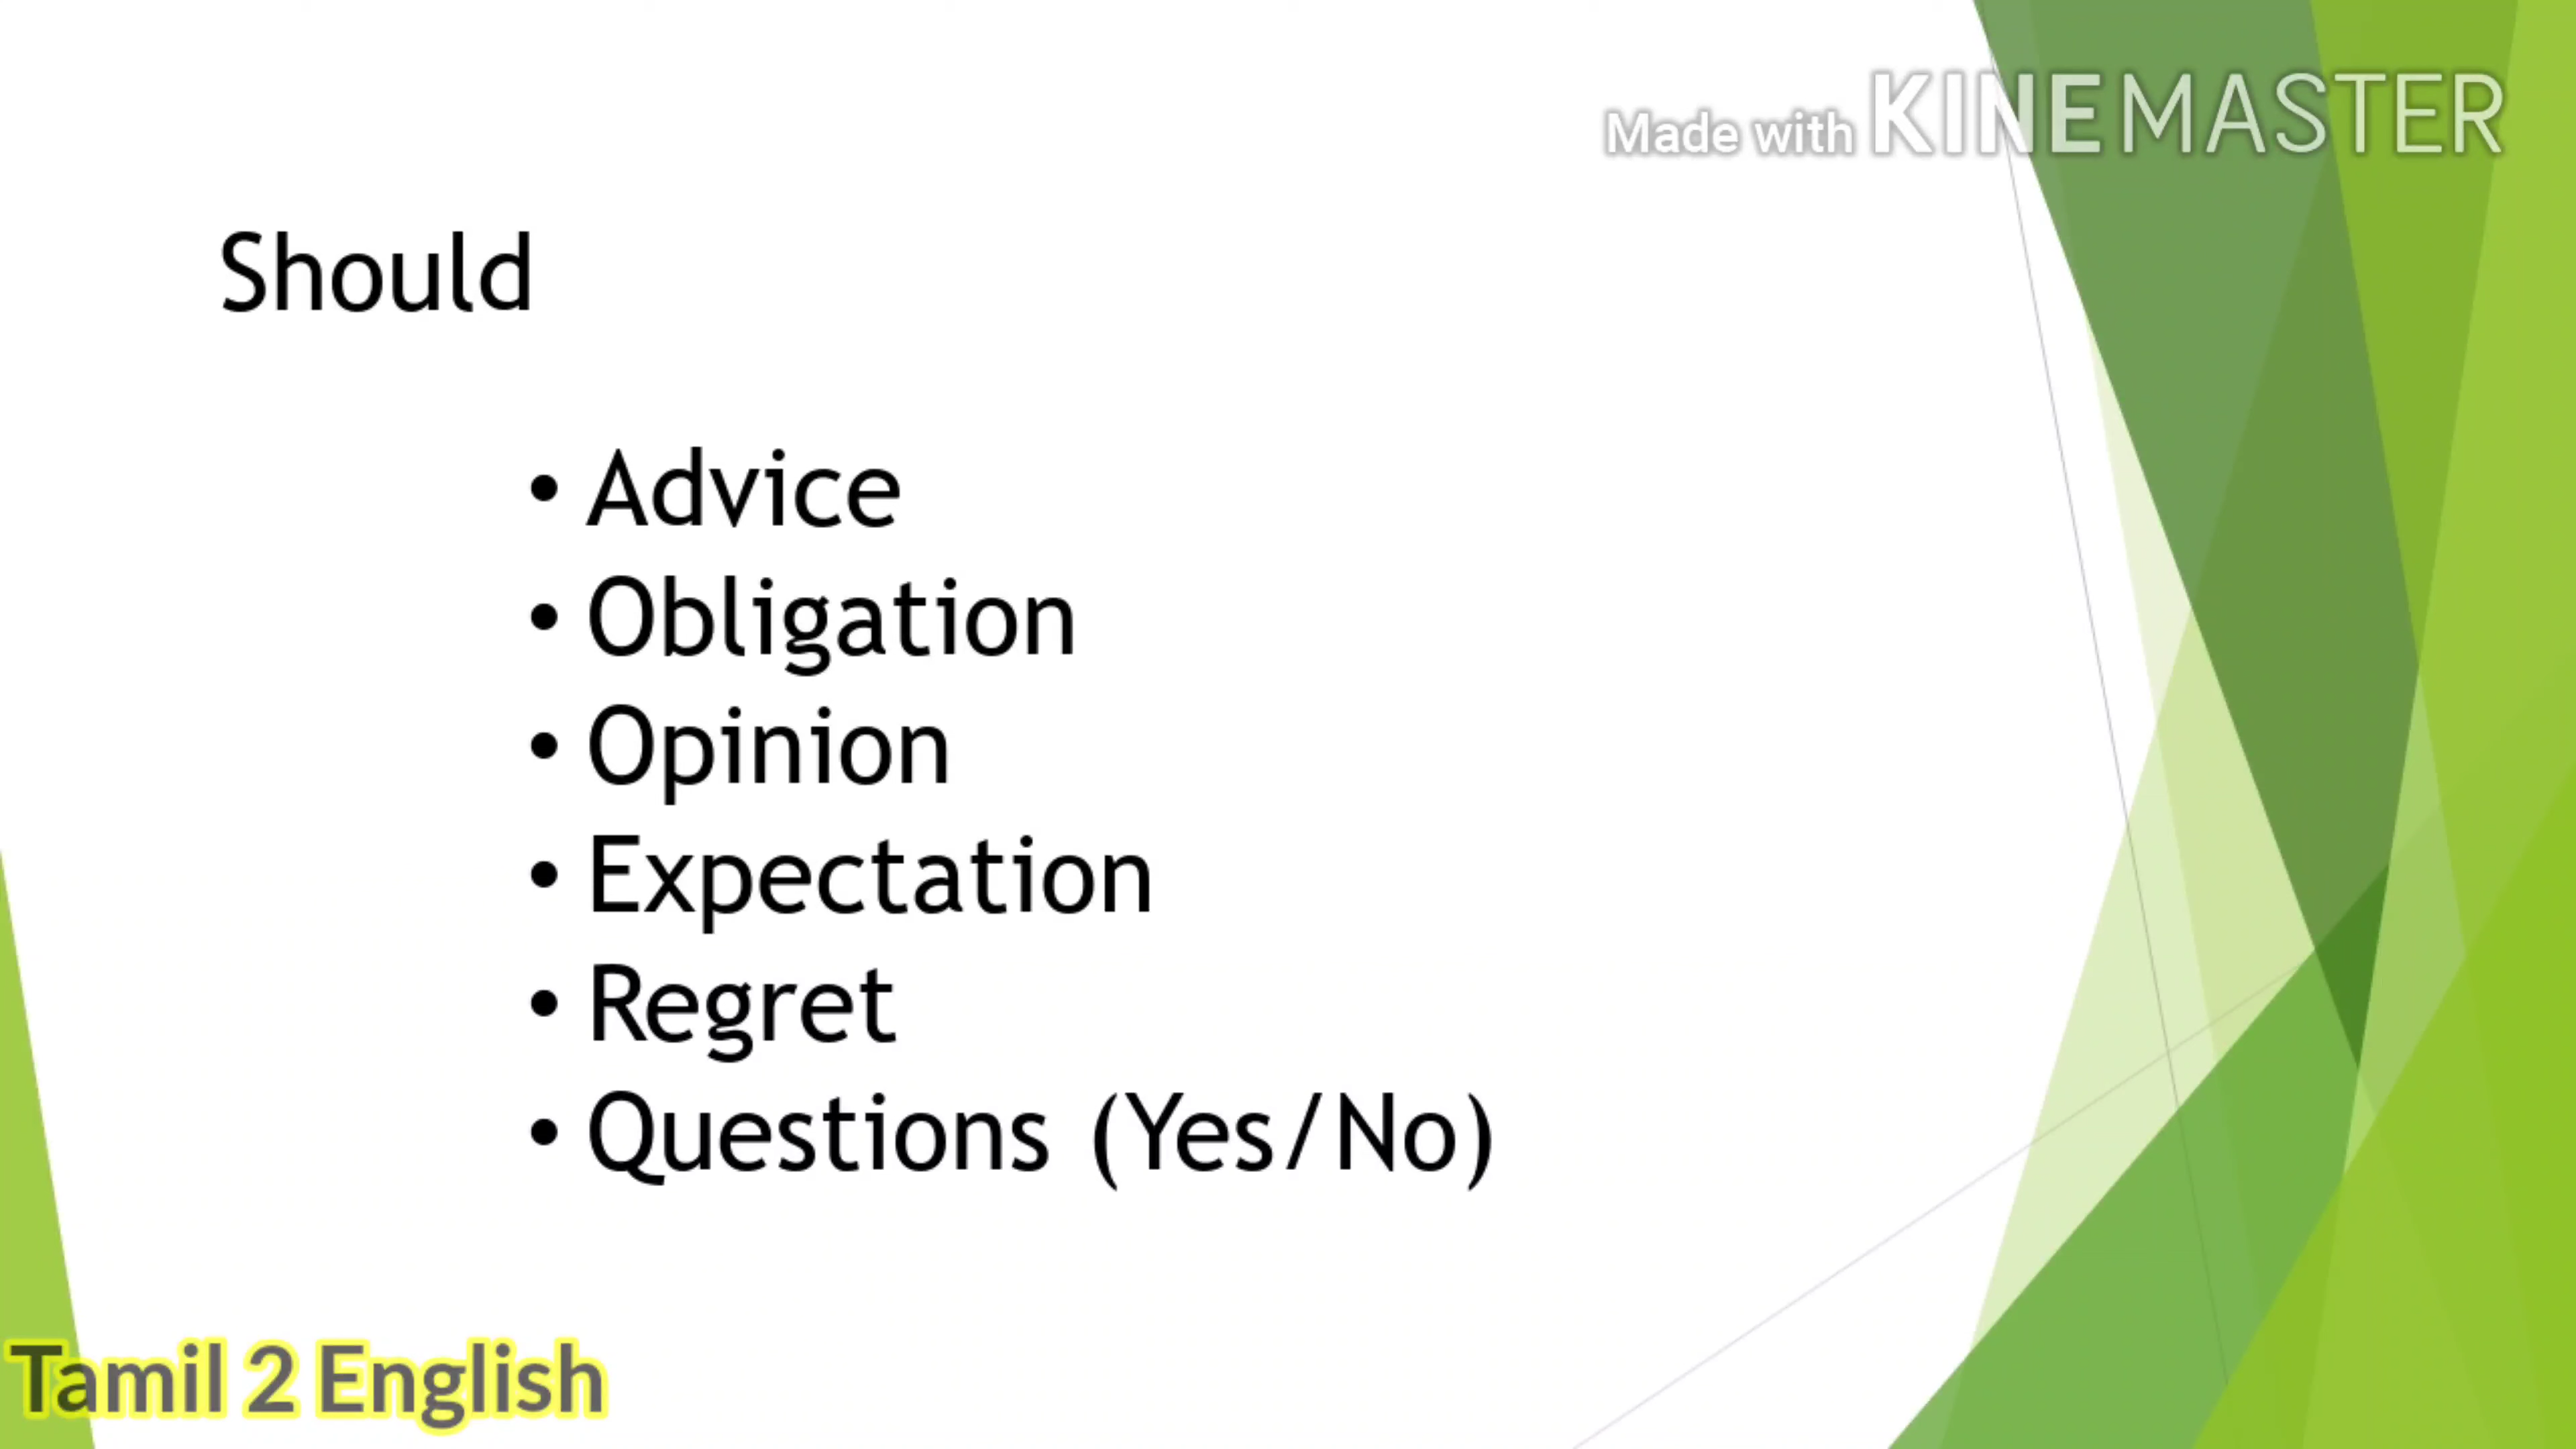 Made with KINEMASTER
Should
• Advice
• Obligation
• Opinion
• Expectation
• Regret
• Questions (Yes/No)
Tamil 2 English